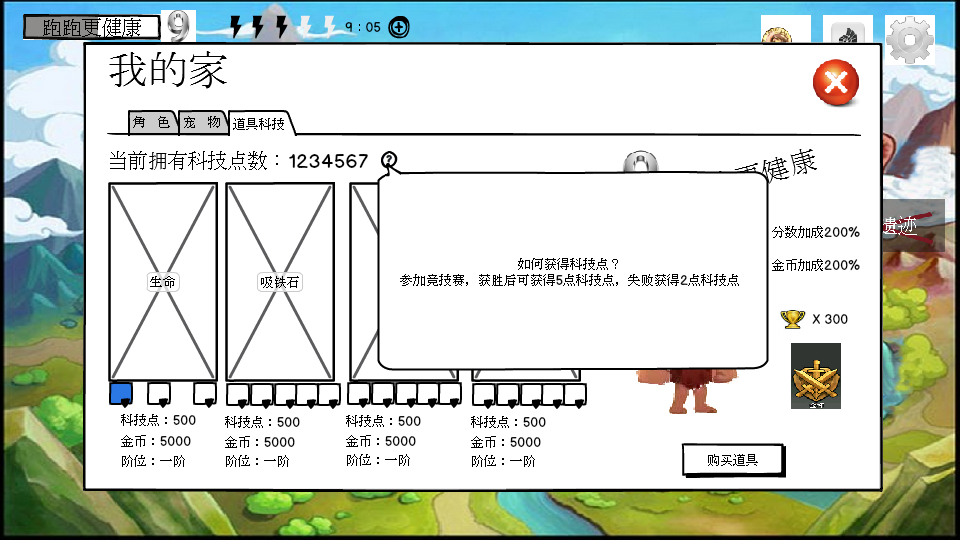 跑跑更健康
9
9 : 05
我的家
角 色
宠 物
道具科技
当前拥有科技点数：1234567
?
更健康
如何获得科技点？
参加竞技赛，获胜后可获得5点科技点，失败获得2点科技点
生命
吸铁石
遗迹
分数加成200%
金币加成200%
X 300
科技点：500
金币：5000
阶位：一阶
科技点：500
金币：5000
阶位：一阶
科技点：500
金币：5000
阶位：一阶
科技点：500
金币：5000
阶位：一阶
购买道具